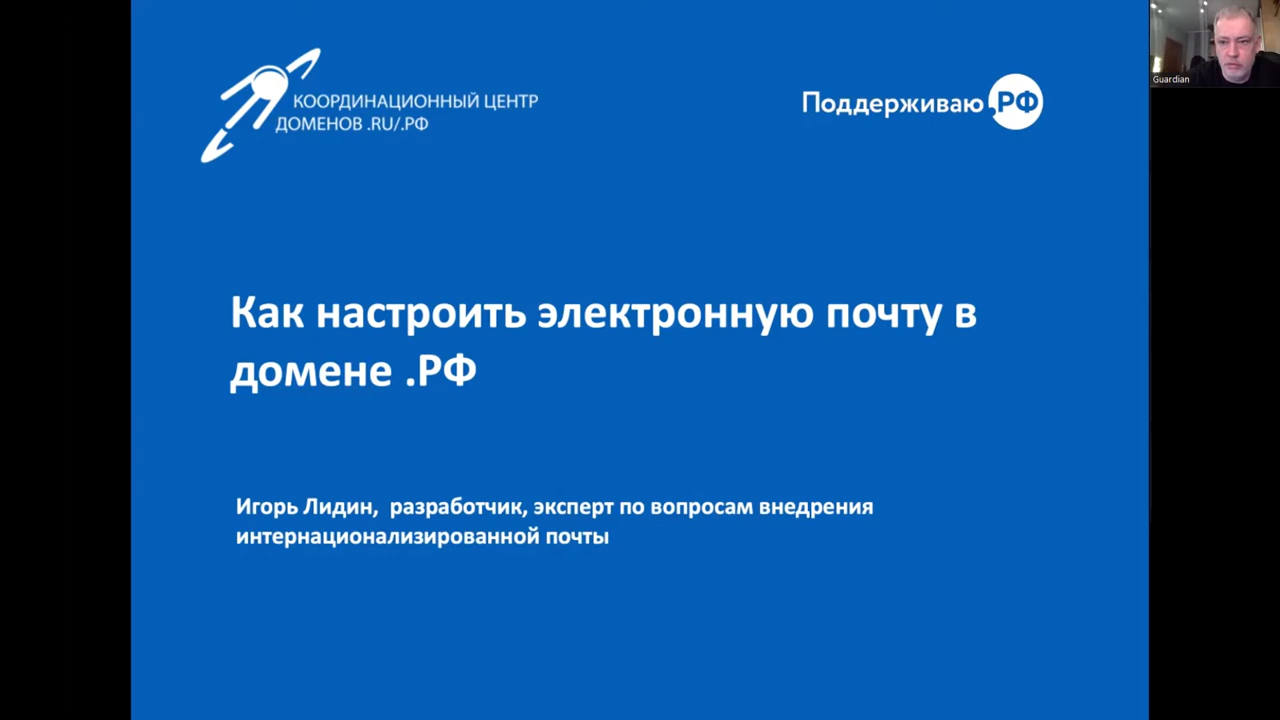 КООРДИНАЦИОННЫЙ ЦЕНТР
ДОМЕНОВ .RU/.РФ
Поддерживаю .РФ
Guardian
Как настроить электронную почту в
домене .РФ
Игорь Лидин, разработчик, эксперт по вопросам внедрения
интернационализированной почты